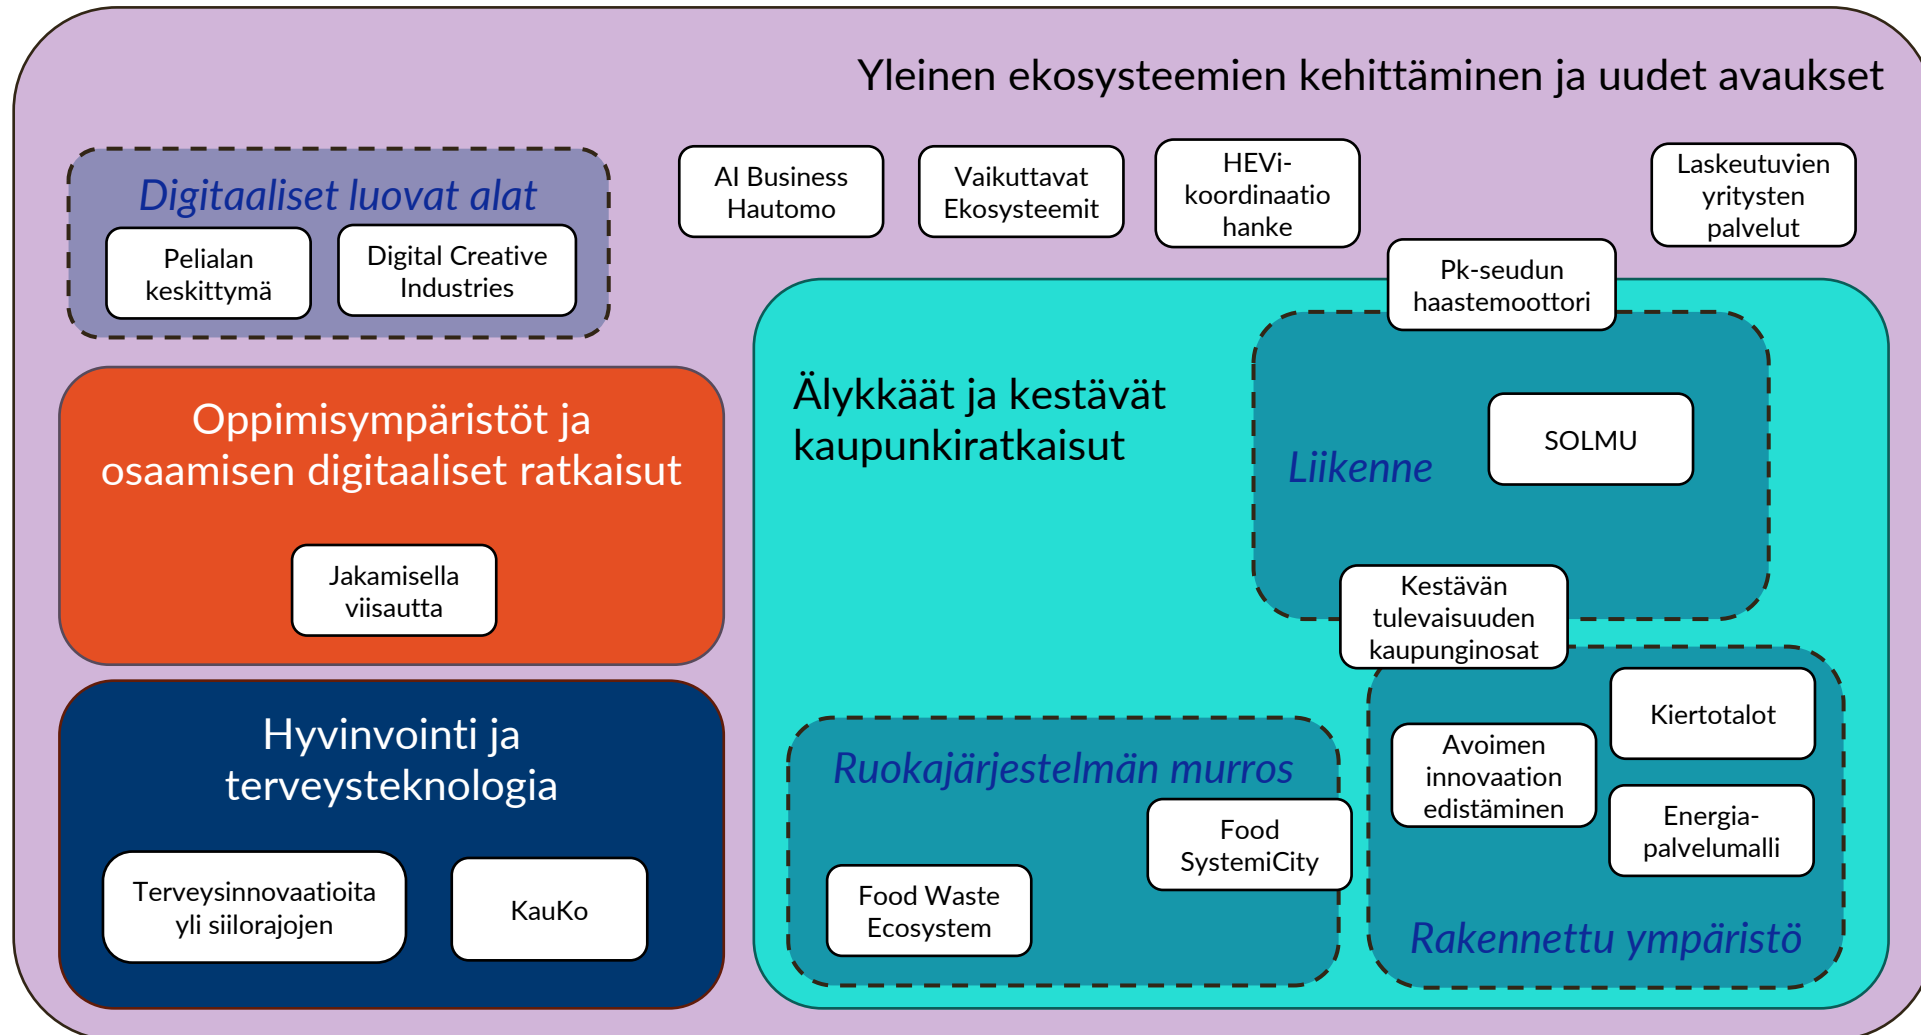 Yleinen ekosysteemien kehittäminen ja uudet avaukset
Digitaaliset luovat alat
Pelialan
keskittymä
Digital Creative
Industries
AI Business
Hautomo
Vaikuttavat
Ekosysteemit
HEVi-
koordinaatio
hanke
Laskeutuvien
yritysten
palvelut
Pk-seudun
haastemoottori
Oppimisympäristöt ja
osaamisen digitaaliset ratkaisut
Jakamisella
viisautta
Älykkäät ja kestävät
kaupunkiratkaisut
Liikenne
SOLMU
Kestävän
tulevaisuuden
kaupunginosat
Hyvinvointi ja
terveysteknologia
Terveysinnovaatioita
yli siilorajojen
KauKo
Ruokajärjestelmän murros
Food
SystemiCity
Food Waste
Ecosystem
Kiertotalot
Avoimen
innovaation
edistäminen
Energia-
palvelumalli
Rakennettu ympäristö